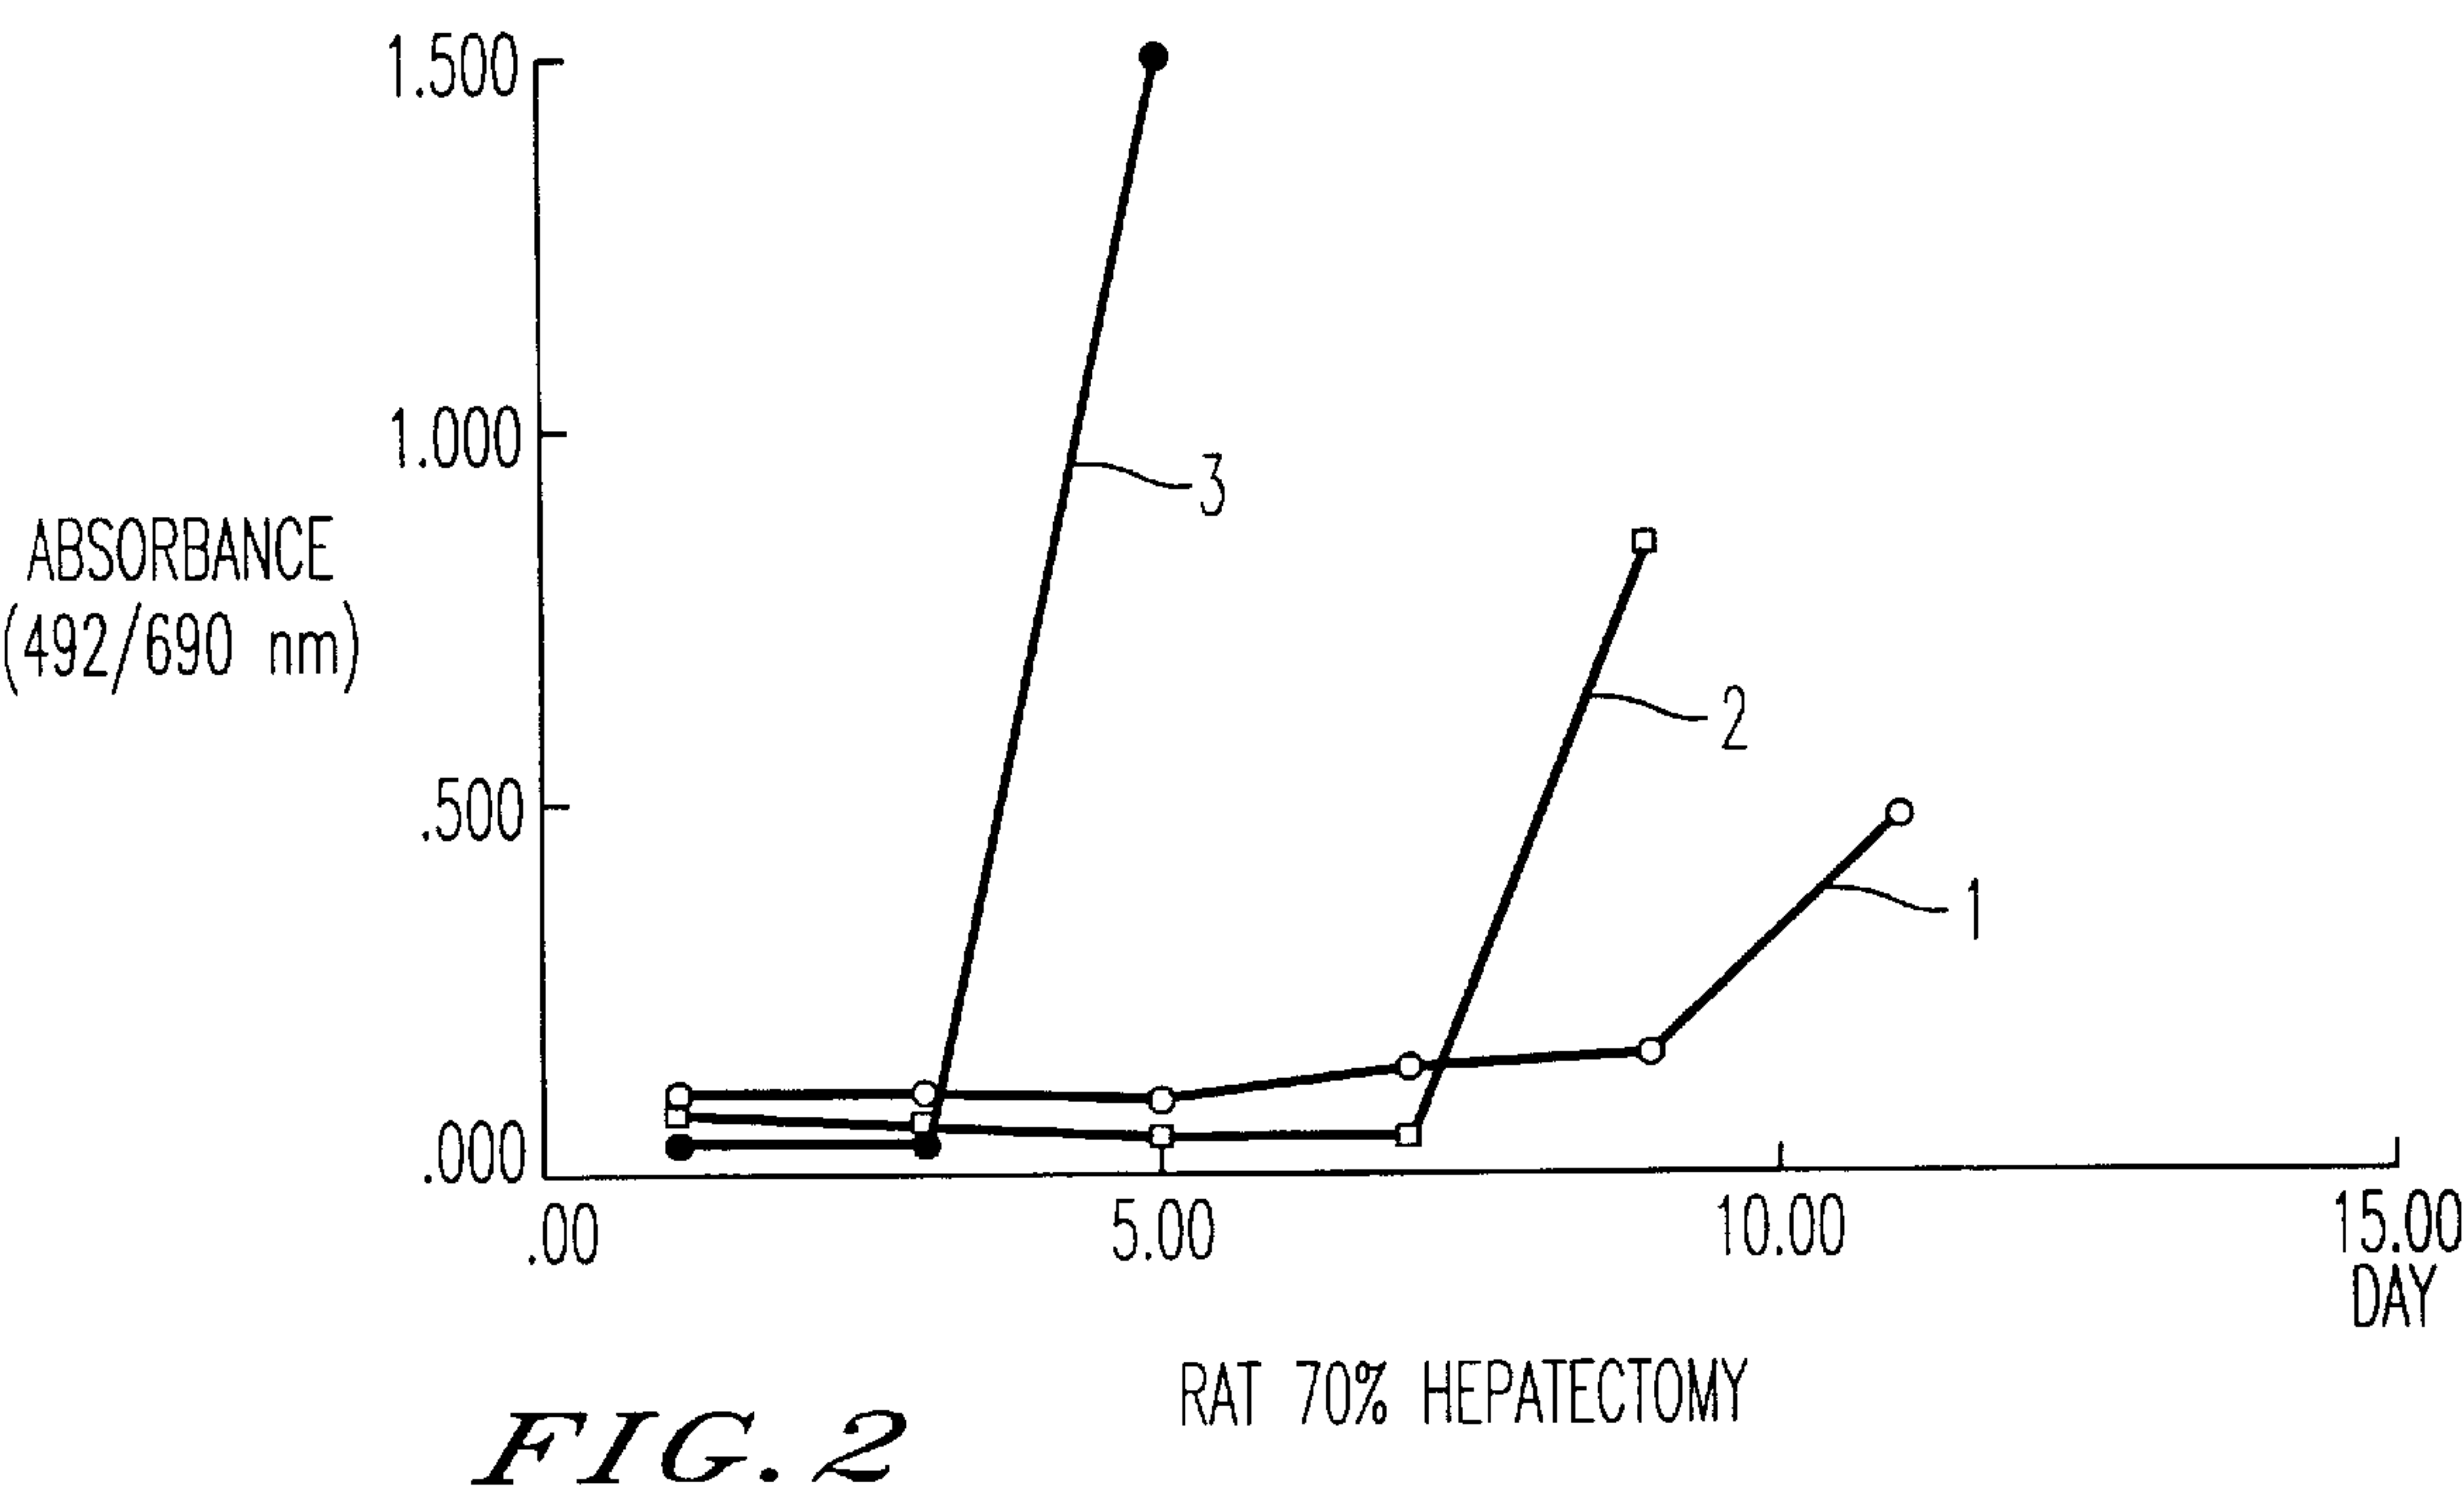 1.500
1.000
ABSORBANCE
(492/690 nm)
.500
.000
3
2
1
.00
5.00
10.00
15.00
DAY
RAT 70% HEPATECTOMY
FIG. 2